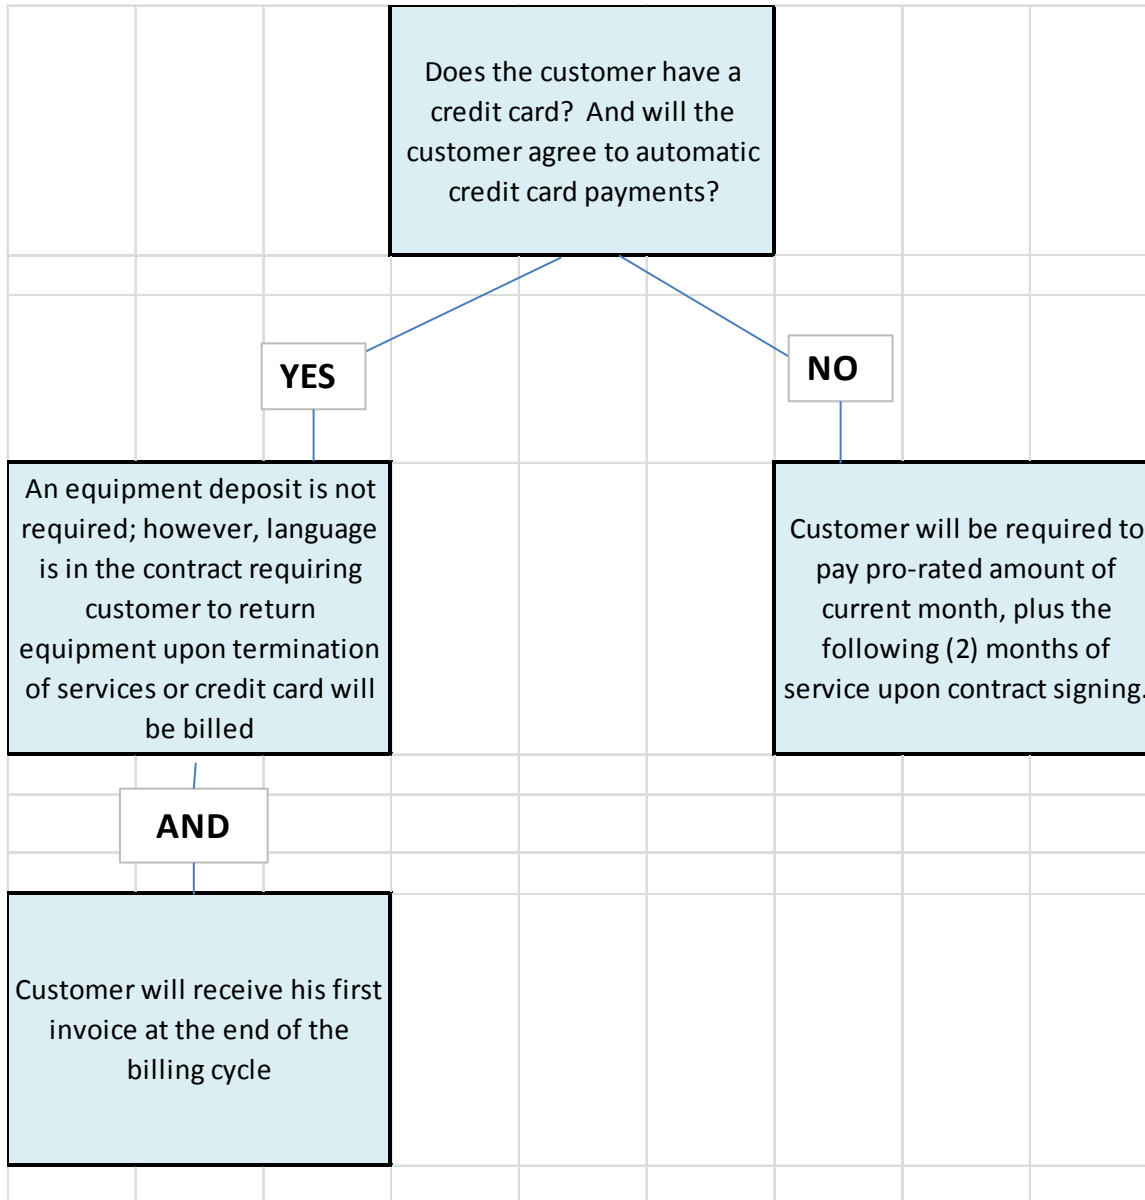 Does the customer have a
credit card?  And will the
customer agree to automatic
credit card payments?
YES
NO
An equipment deposit is not
required; however, language
is in the contract requiring
customer to return
equipment upon termination
of services or credit card will
be billed
Customer will be required to
pay pro-rated amount of
current month, plus the
following (2) months of
service upon contract signing.
AND
Customer will receive his first
invoice at the end of the
billing cycle